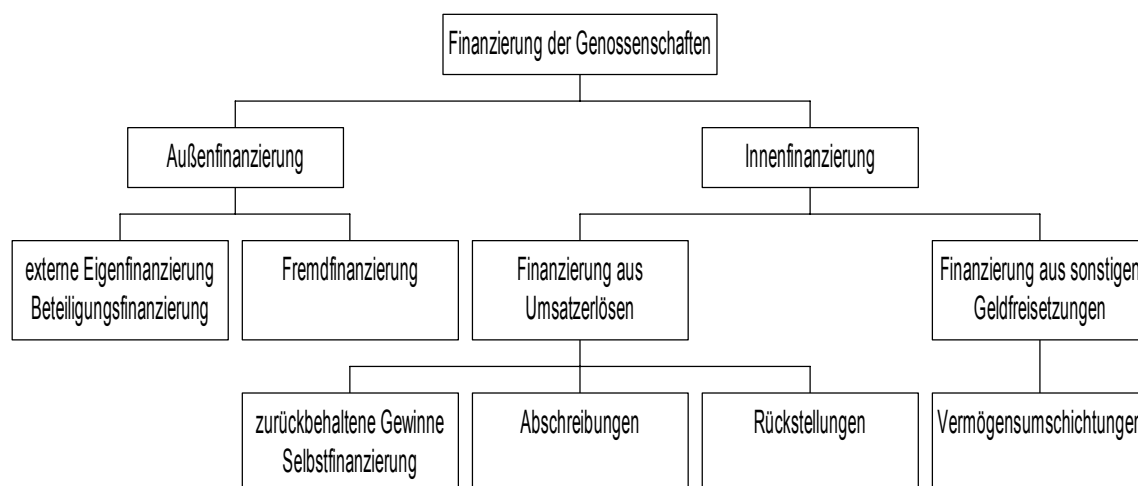 Finanzierung der Genossenschaften
Außenfinanzierung
Innenfinanzierung
externe Eigenfinanzierung
Beteiligungsfinanzierung
Fremdfinanzierung
Finanzierung aus
Umsatzerlösen
Finanzierung aus sonstigen
Geldfreisetzungen
zurückbehaltene Gewinne
Selbstfinanzierung
Abschreibungen
Rückstellungen
Vermögensumschichtungen